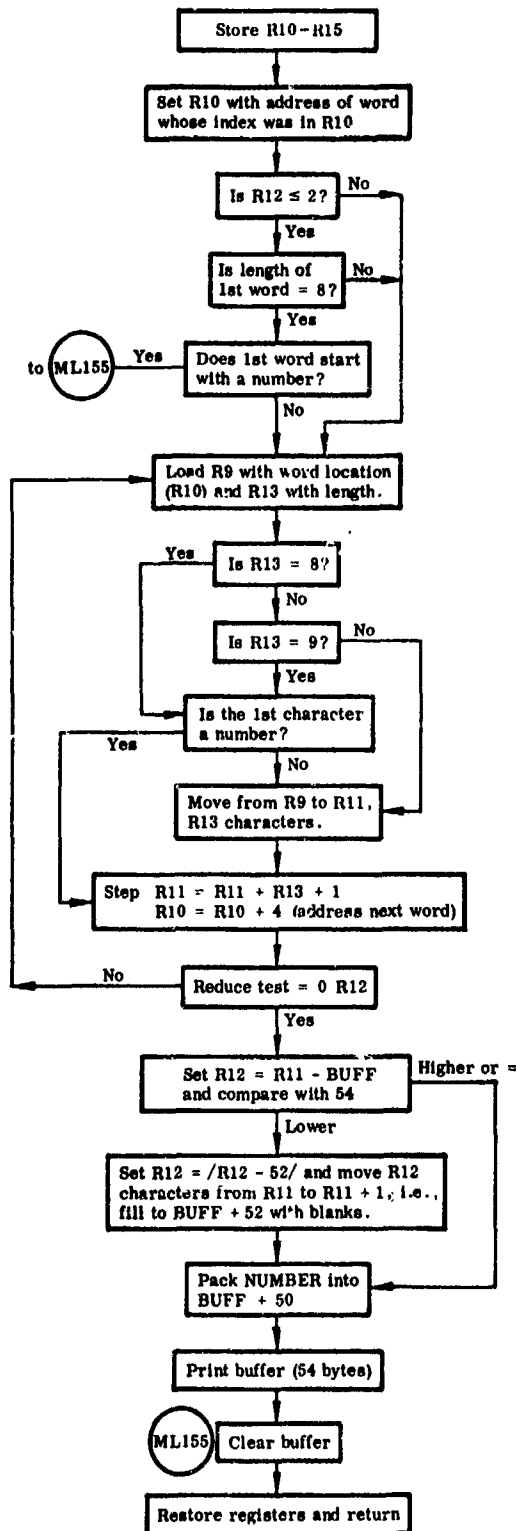 Store R10-R15
Set R10 with address of word
whose index was in R10
Is R12 ≤ 2?
No
Yes
Is length of
1st word = 8?
No
Yes
to ML155
Yes
Does 1st word start
with a number?
No
Load R9 with word location
(R10) and R13 with length.
Yes
Is R13 = 8?
No
Is R13 = 9?
No
Yes
Is the 1st character
a number?
Yes
No
Move from R9 to R11,
R13 characters.
Step R11 = R11 + R13 + 1
R10 = R10 + 4 (address next word)
No
Reduce test = 0 R12
Yes
Set R12 = R11 - BUFF
and compare with 54
Higher or =
Lower
Set R12 = /R12 - 52/ and move R12
characters from R11 to R11 + 1, i.e.,
fill to BUFF + 52 with blanks.
Pack NUMBER into
BUFF + 50
Print buffer (54 bytes)
ML155
Clear buffer
Restore registers and return